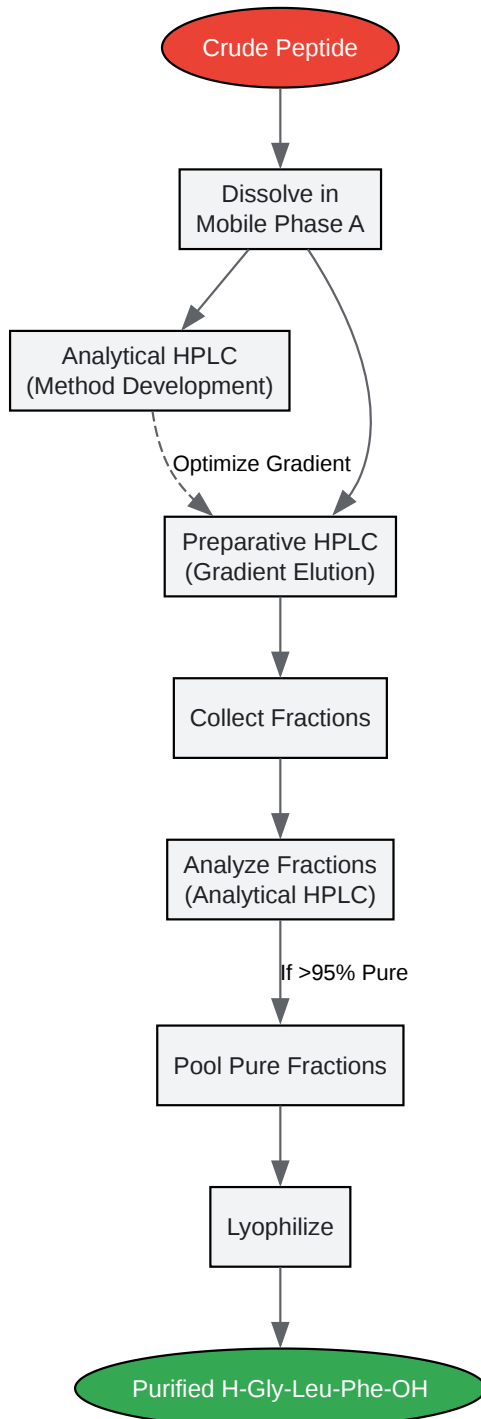 Crude Peptide
Dissolve in
Mobile Phase A
Analytical HPLC
(Method Development)
Optimize Gradient
Preparative HPLC
(Gradient Elution)
Collect Fractions
Analyze Fractions
(Analytical HPLC)
If >95% Pure
Pool Pure Fractions
Lyophilize
Purified H-Gly-Leu-Phe-OH